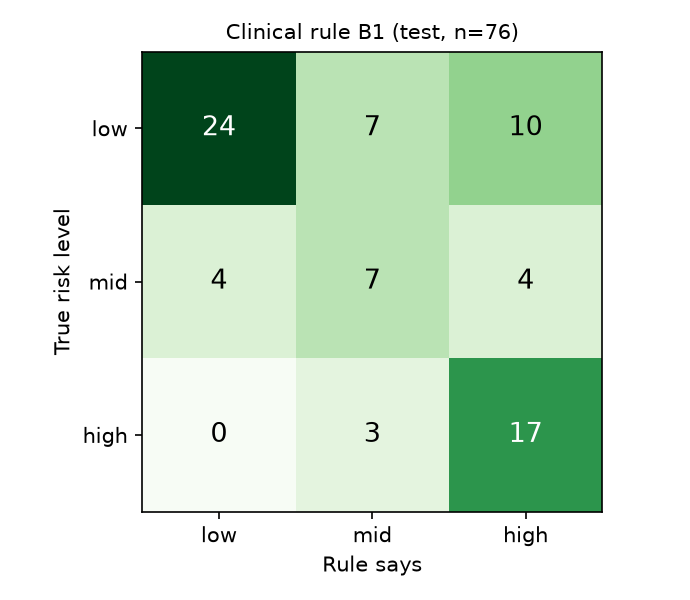 Clinical rule B1 (test, n=76)
True risk level
low
24 7 10
mid
4 7 4
high
0 3 17
low mid high
Rule says